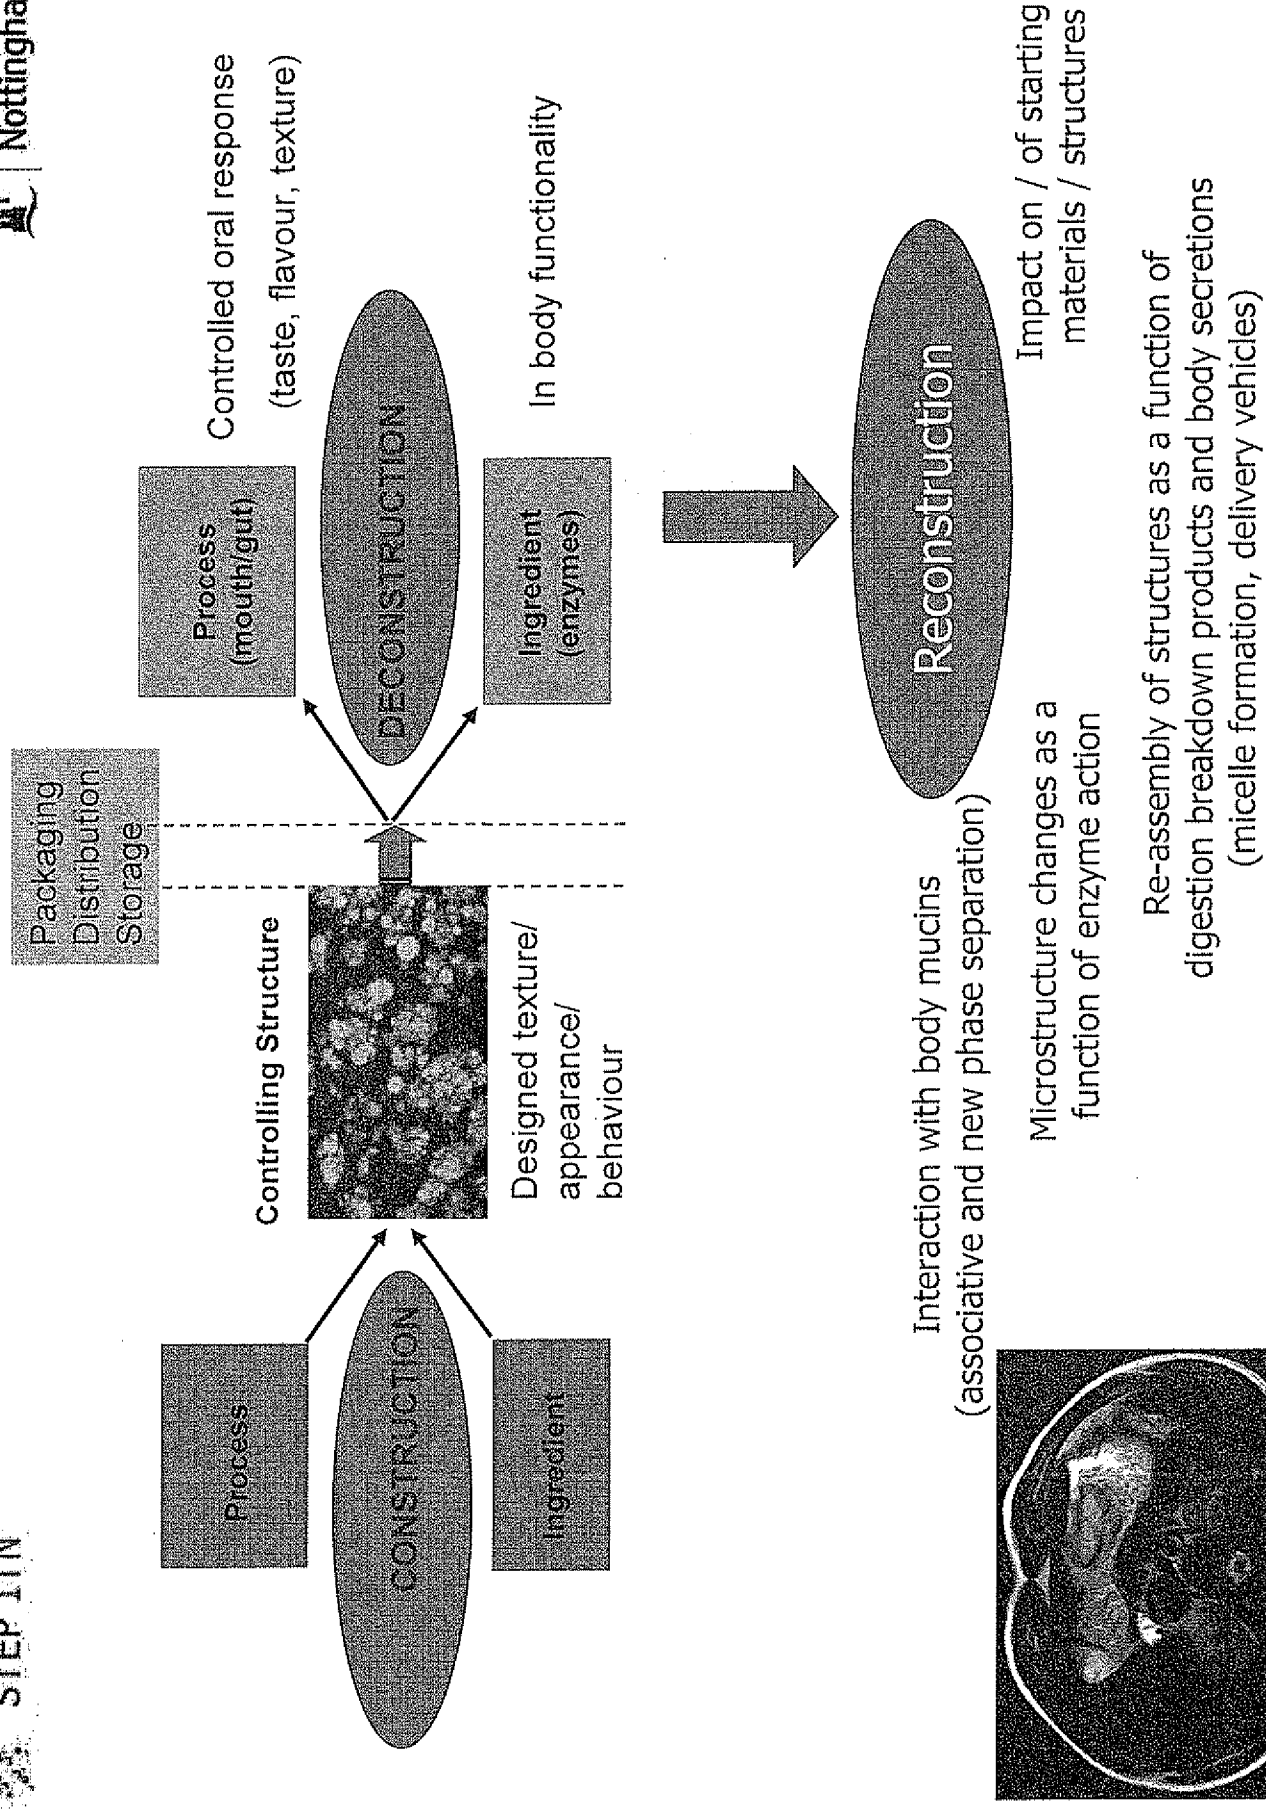 STEP IN
Nottingha
Packaging
Distribution
Storage
Process
CONSTRUCTION
Ingredient
Controlling Structure
Designed texture/
appearance/
behaviour
Process
(mouth/gut)
DECONSTRUCTION
Ingredient
(enzymes)
Controlled oral response
(taste, flavour, texture)
In body functionality
Reconstruction
Interaction with body mucins
(associative and new phase separation)
Microstructure changes as a
function of enzyme action
Impact on / of starting
materials / structures
Re-assembly of structures as a function of
digestion breakdown products and body secretions
(micelle formation, delivery vehicles)